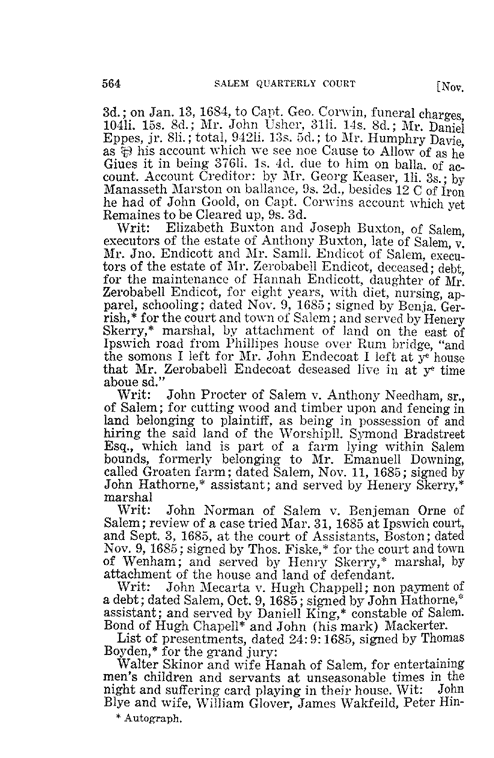 564 SALEM QUARTERLY COURT [Nov.
3d.; on Jan. 13, 1684, to Capt. Geo. Corwin, funeral charges,
104li. 15s. 8d.; Mr. John Usher, 31li. 14s. 8d.; Mr. Daniel
Eppes, jr. 8li.; total, 942li. 13s. 5d.; to Mr. Humphry Davie,
as ⅌ his account which we see noe Cause to Allow of as he
Giues it in being 376li. 1s. 4d. due to him on balla. of ac-
count. Account Creditor: by Mr. Georg Keaser, 1li. 3s.; by
Manasseth Marston on ballance, 9s. 2d., besides 12 C of Iron
he had of John Goold, on Capt. Corwins account which yet
Remaines to be Cleared up, 9s. 3d.
Writ: Elizabeth Buxton and Joseph Buxton, of Salem,
executors of the estate of Anthony Buxton, late of Salem, v.
Mr. Jno. Endicott and Mr. Samll. Endicot of Salem, execu-
tors of the estate of Mr. Zerobabell Endicot, deceased; debt,
for the maintenance of Hannah Endicott, daughter of Mr.
Zerobabell Endicot, for eight years, with diet, nursing, ap-
parel, schooling; dated Nov. 9, 1685; signed by Benja. Ger-
rish,* for the court and town of Salem; and served by Henery
Skerry,* marshal, by attachment of land on the east of
Ipswich road from Phillipes house over Rum bridge, "and
the somons I left for Mr. John Endecoat I left at yᵉ house
that Mr. Zerobabell Endecoat deseased live in at yᵉ time
aboue sd."
Writ: John Procter of Salem v. Anthony Needham, sr.,
of Salem; for cutting wood and timber upon and fencing in
land belonging to plaintiff, as being in possession of and
hiring the said land of the Worshipll. Symond Bradstreet
Esq., which land is part of a farm lying within Salem
bounds, formerly belonging to Mr. Emanuell Downing,
called Groaten farm; dated Salem, Nov. 11, 1685; signed by
John Hathorne,* assistant; and served by Henery Skerry,*
marshal
Writ: John Norman of Salem v. Benjeman Orne of
Salem; review of a case tried Mar. 31, 1685 at Ipswich court,
and Sept. 3, 1685, at the court of Assistants, Boston; dated
Nov. 9, 1685; signed by Thos. Fiske,* for the court and town
of Wenham; and served by Henry Skerry,* marshal, by
attachment of the house and land of defendant.
Writ: John Mecarta v. Hugh Chappell; non payment of
a debt; dated Salem, Oct. 9, 1685; signed by John Hathorne,*
assistant; and served by Daniell King,* constable of Salem.
Bond of Hugh Chapell* and John (his mark) Mackerter.
List of presentments, dated 24:9:1685, signed by Thomas
Boyden,* for the grand jury:
Walter Skinor and wife Hanah of Salem, for entertaining
men's children and servants at unseasonable times in the
night and suffering card playing in their house. Wit: John
Blye and wife, William Glover, James Wakfeild, Peter Hin-
* Autograph.